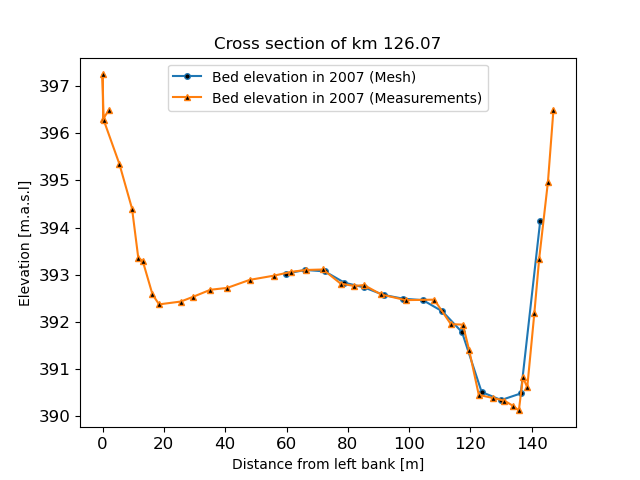 Cross section of km 126.07
Bed elevation in 2007 (Mesh)
Bed elevation in 2007 (Measurements)
Elevation [m.a.s.l]
397
396
395
394
393
392
391
390
0 20 40 60 80 100 120 140
Distance from left bank [m]